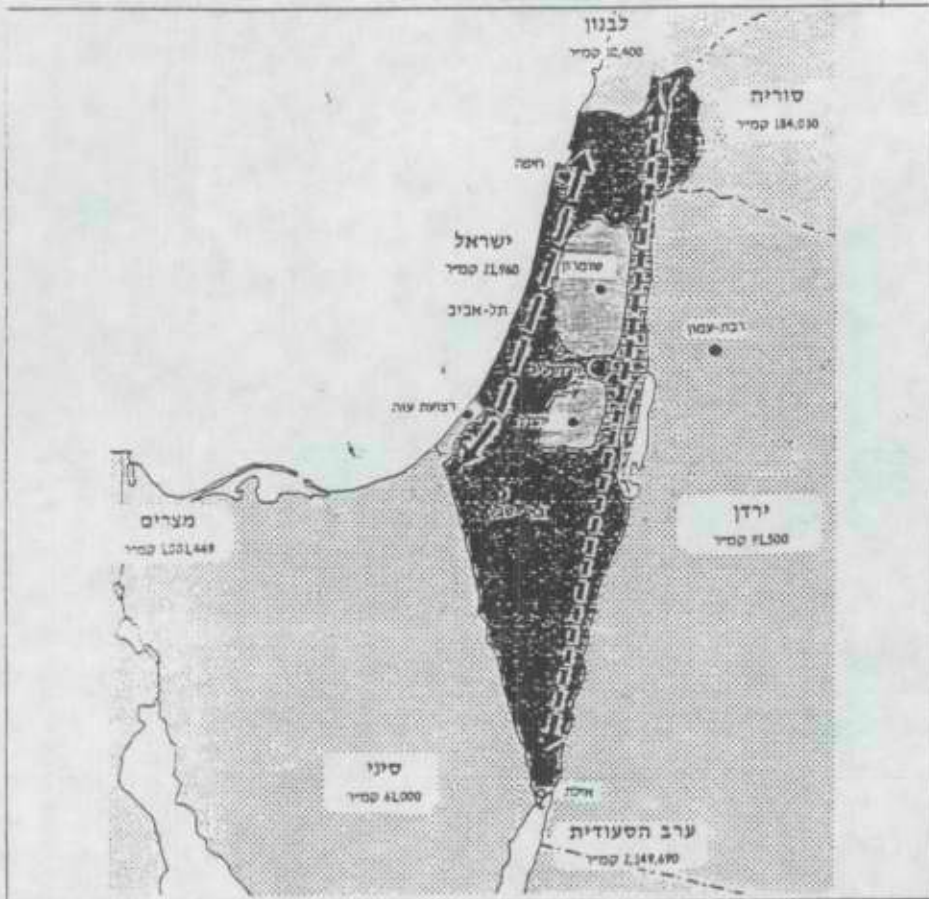 לבנון
10,400 קמ״ר
סוריה
184,050 קמ״ר
חיפה
ישראל
21,960 קמ״ר
שומרון
תל-אביב
רבת-עמון
רצועת עזה
מצרים
1,001,449 קמ״ר
ירדן
91,500 קמ״ר
סיני
61,000 קמ״ר
אילת
ערב הסעודית
2,149,690 קמ״ר